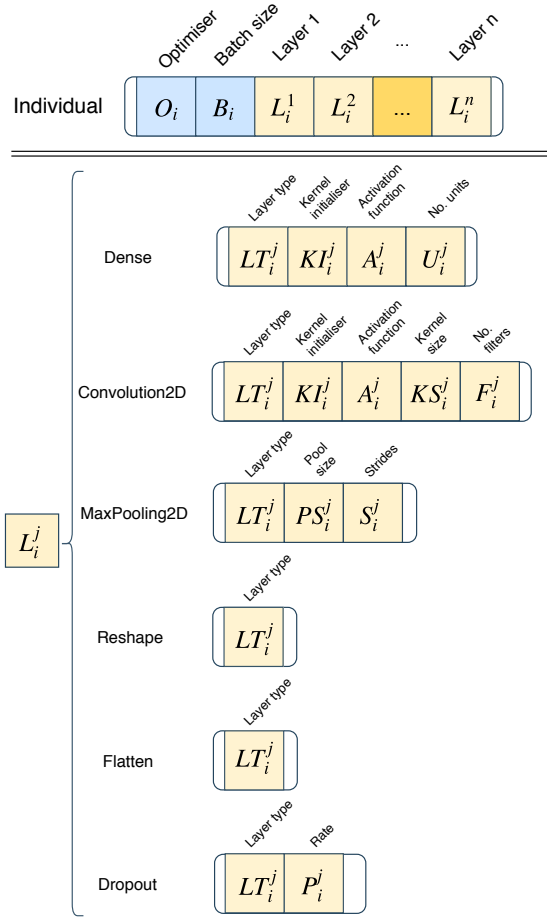 Optimiser
Batch size
Layer 1
Layer 2
...
Layer n
Individual
O_i
B_i
L_i^1
L_i^2
...
L_i^n
Layer type
Kernel
initialiser
Activation
function
No. units
Dense
LT_i^j
KI_i^j
A_i^j
U_i^j
Layer type
Kernel
initialiser
Activation
function
Kernel
size
No.
filters
Convolution2D
LT_i^j
KI_i^j
A_i^j
KS_i^j
F_i^j
Layer type
Pool
size
Strides
MaxPooling2D
LT_i^j
PS_i^j
S_i^j
L_i^j
Layer type
Reshape
LT_i^j
Layer type
Flatten
LT_i^j
Layer type
Rate
Dropout
LT_i^j
P_i^j